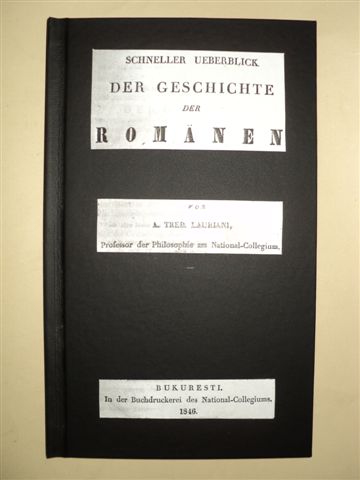 SCHNELLER UEBERBLICK
DER GESCHICHTE
DER
ROMÄNEN
VON
A. TREB. LAURIANI,
Professor der Philosophie am National-Collegium.
BUKURESTI.
In der Buchdruckerei des National-Collegiums.
1846.